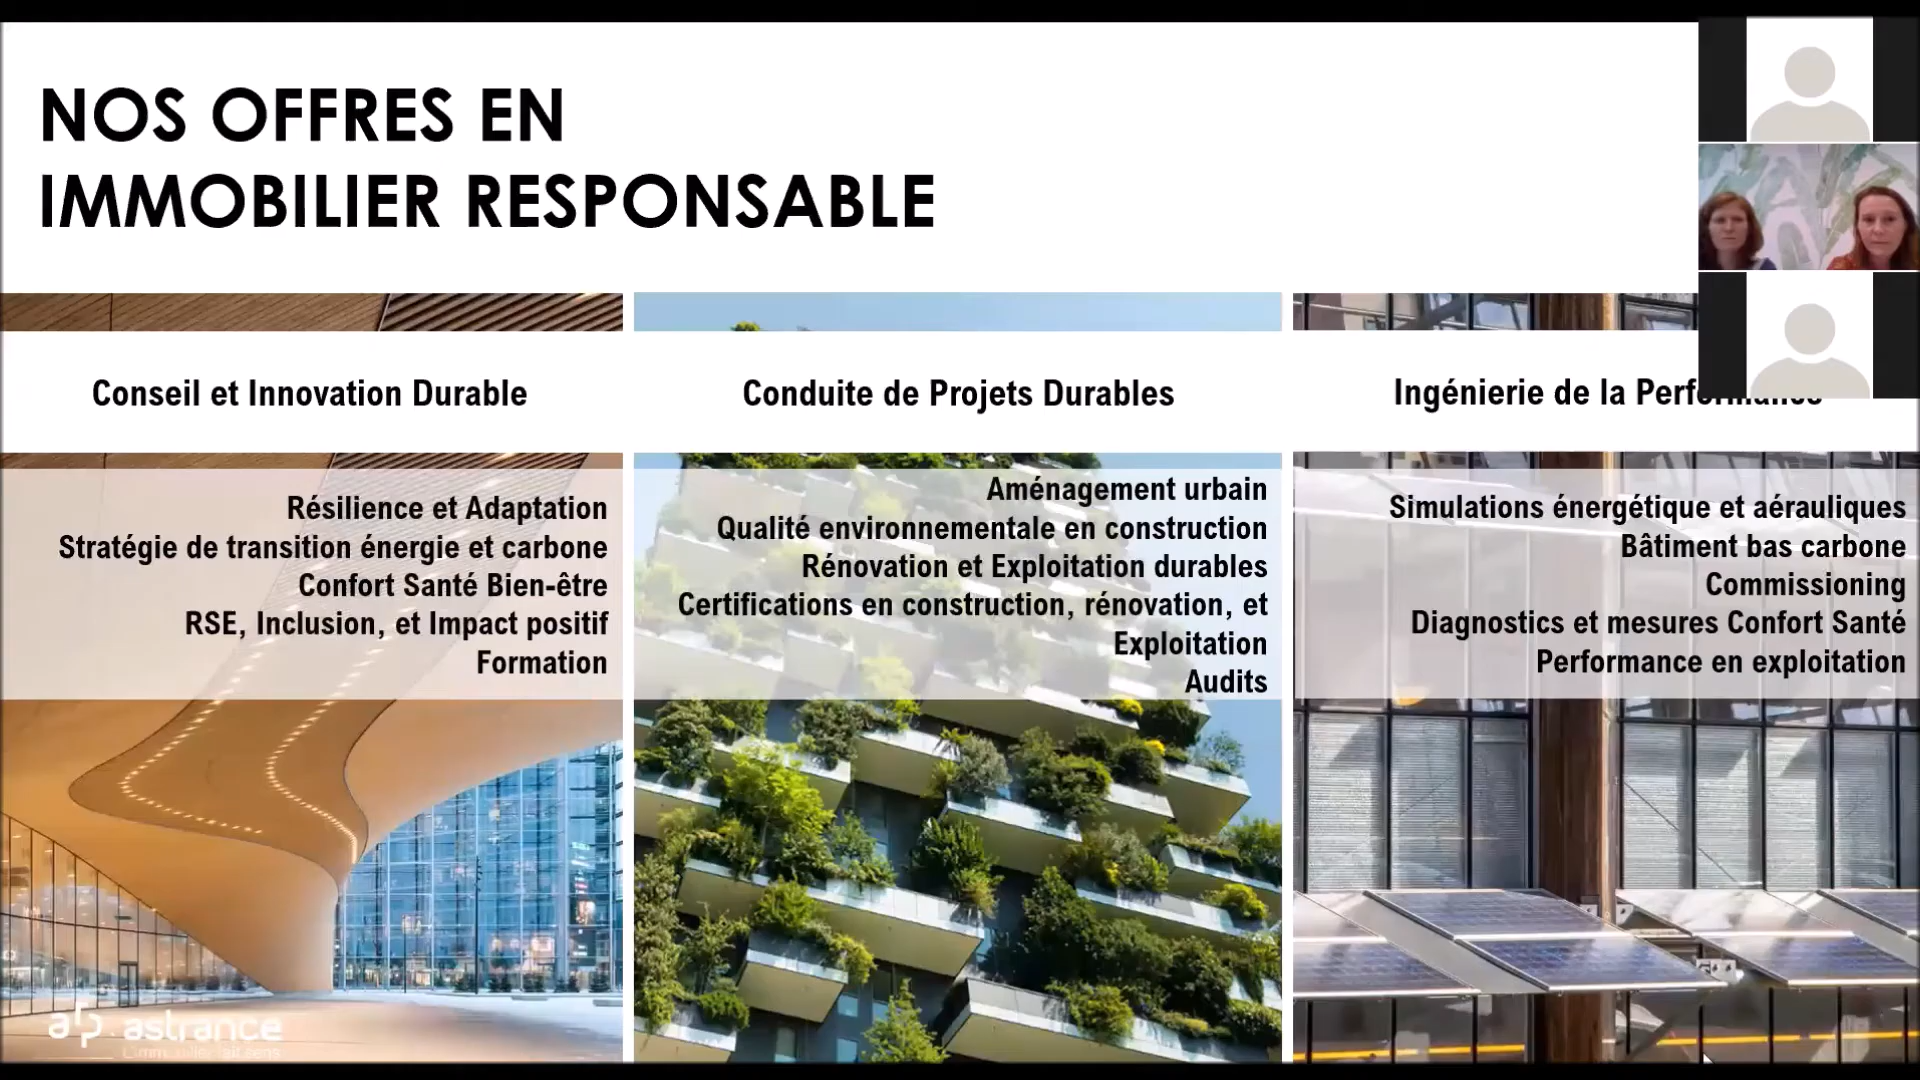 NOS OFFRES EN
IMMOBILIER RESPONSABLE
Conseil et Innovation Durable
Résilience et Adaptation
Stratégie de transition énergie et carbone
Confort Santé Bien-être
RSE, Inclusion, et Impact positif
Formation
Conduite de Projets Durables
Aménagement urbain
Qualité environnementale en construction
Rénovation et Exploitation durables
Certifications en construction, rénovation, et
Exploitation
Audits
Ingénierie de la Performance
Simulations énergétique et aérauliques
Bâtiment bas carbone
Commissioning
Diagnostics et mesures Confort Santé
Performance en exploitation
astrance